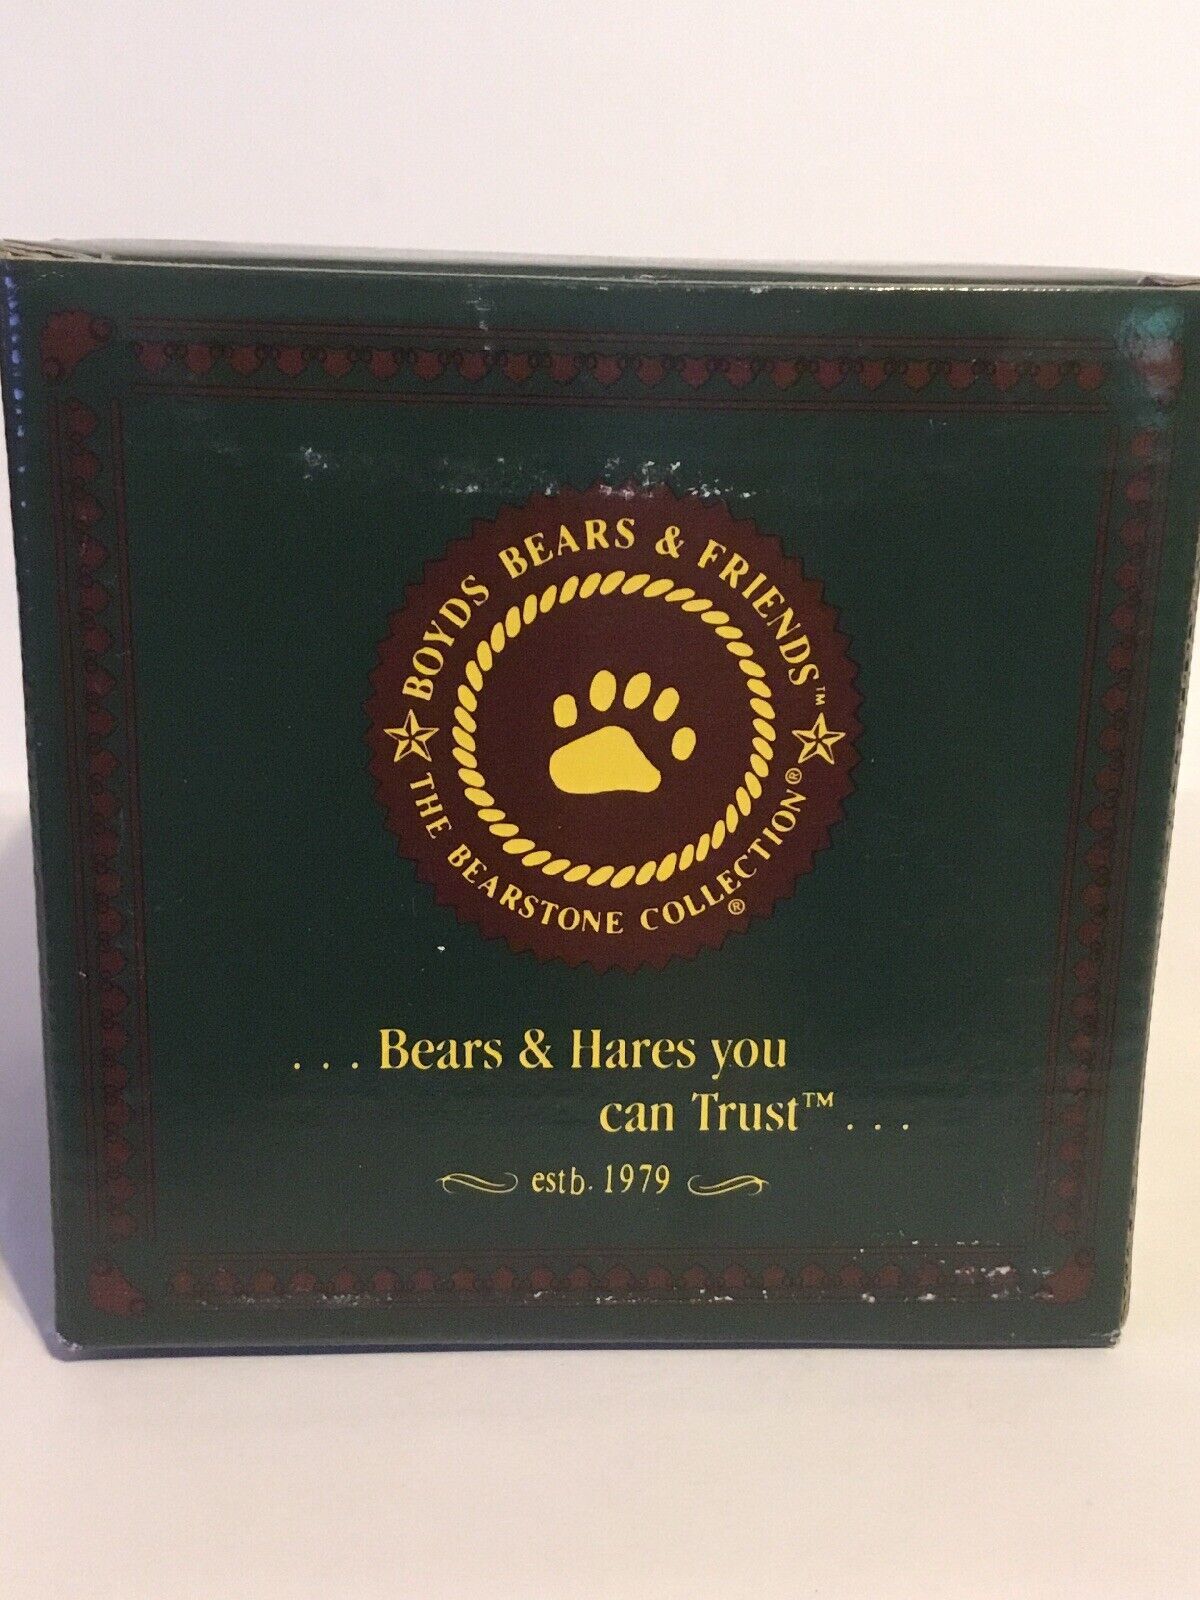 BOYDS BEARS & FRIENDS™
THE BEARSTONE COLLECTION®
®
. . . Bears & Hares you
can Trust™ . . .
estb. 1979